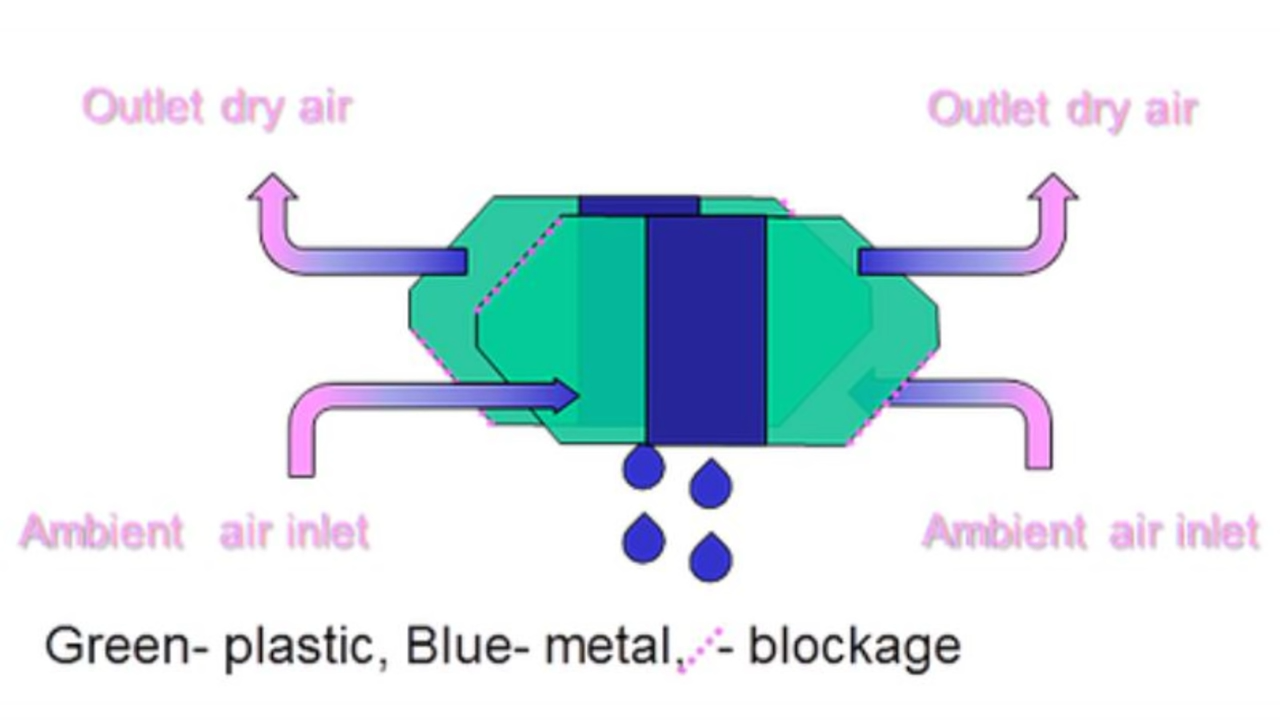 Outlet dry air
Outlet dry air
Ambient air inlet
Ambient air inlet
Green- plastic, Blue- metal, - blockage